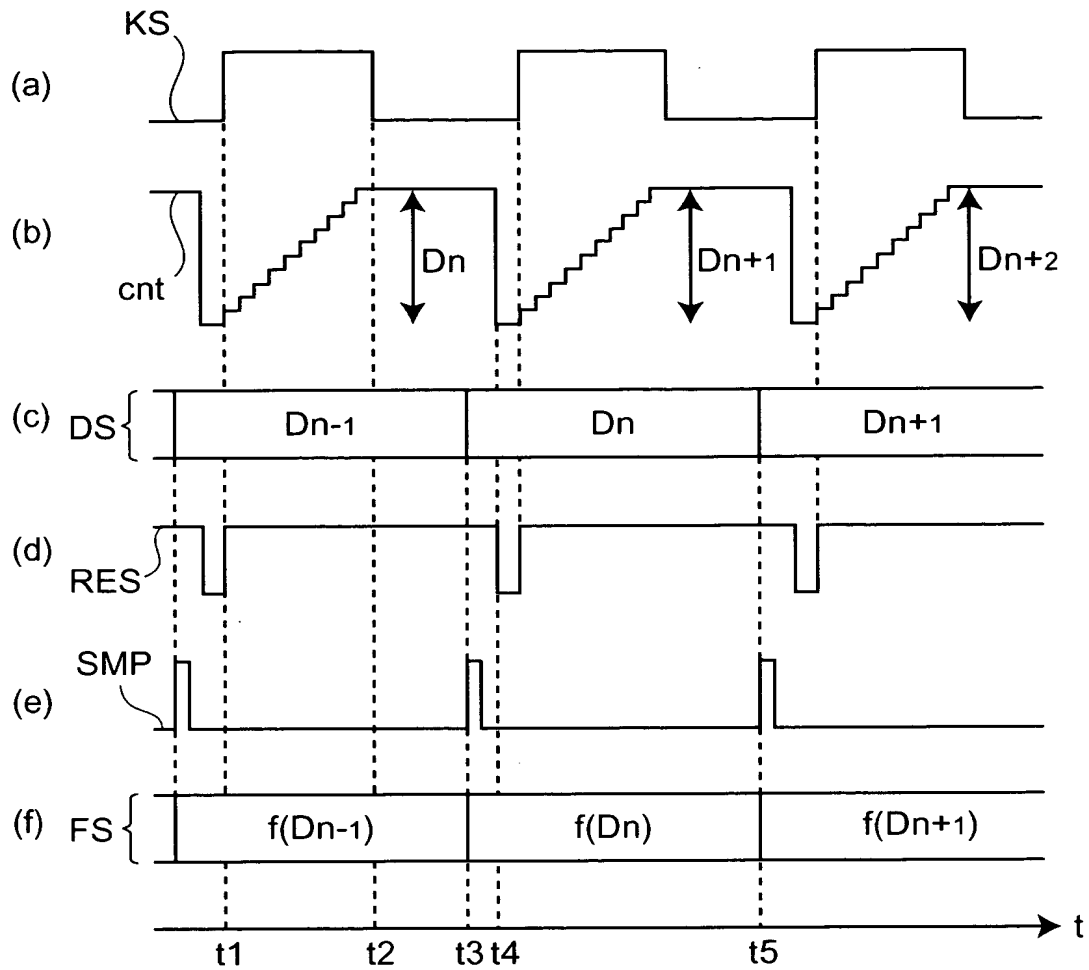 KS
(a)
(b)
cnt
Dn
Dn+1
Dn+2
(c) DS
Dn-1
Dn
Dn+1
(d)
RES
SMP
(e)
(f) FS
f(Dn-1)
f(Dn)
f(Dn+1)
t1 t2 t3 t4 t5 t